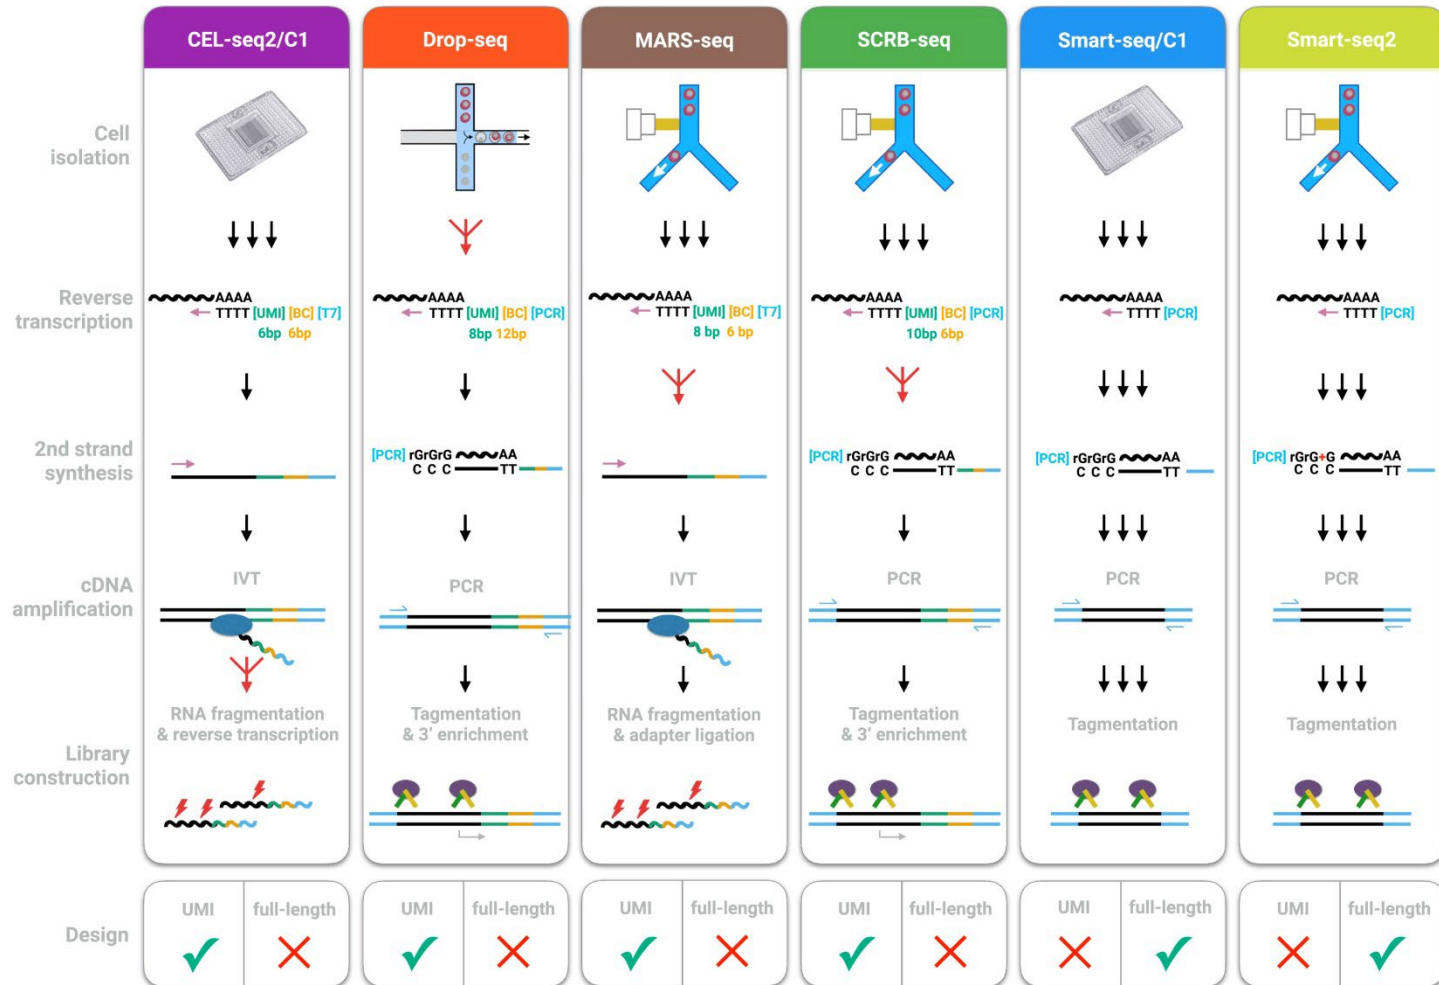 CEL-seq2/C1
Drop-seq
MARS-seq
SCRB-seq
Smart-seq/C1
Smart-seq2
Cell
isolation
Reverse
transcription
AAAA
TTTT [UMI] [BC] [T7]
6bp 6bp
AAAA
TTTT [UMI] [BC] [PCR]
8bp 12bp
AAAA
TTTT [UMI] [BC] [T7]
8 bp 6 bp
AAAA
TTTT [UMI] [BC] [PCR]
10bp 6bp
AAAA
TTTT [PCR]
AAAA
TTTT [PCR]
2nd strand
synthesis
[PCR] rGrGrG AA
C C C TT
[PCR] rGrGrG AA
C C C TT
[PCR] rGrGrG AA
C C C TT
[PCR] rGrG+G AA
C C C TT
cDNA
amplification
IVT
PCR
IVT
PCR
PCR
PCR
Library
construction
RNA fragmentation
& reverse transcription
Tagmentation
& 3' enrichment
RNA fragmentation
& adapter ligation
Tagmentation
& 3' enrichment
Tagmentation
Tagmentation
Design
UMI full-length
UMI full-length
UMI full-length
UMI full-length
UMI full-length
UMI full-length